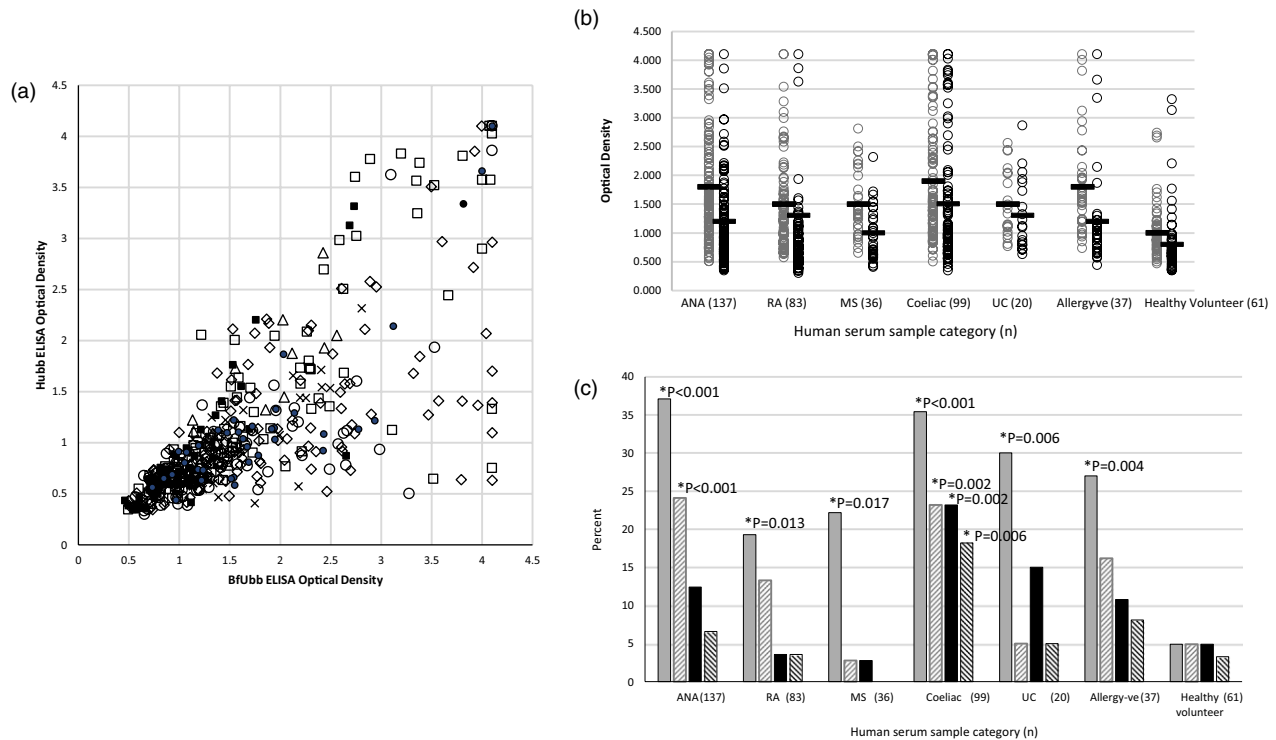 (a)
4.5
4
3.5
3
2.5
2
1.5
1
0.5
0
Hubb ELISA Optical Density
0 0.5 1 1.5 2 2.5 3 3.5 4 4.5
BfUbb ELISA Optical Density
(b)
4.500
4.000
3.500
3.000
2.500
2.000
1.500
1.000
0.500
0.000
Optical Density
ANA (137) RA (83) MS (36) Coeliac (99) UC (20) Allergyve (37) Healthy Volunteer (61)
Human serum sample category (n)
(c)
40
35
30
25
20
15
10
5
0
Percent
*P<0.001
*P<0.001
*P=0.013
*P=0.017
*P<0.001
*P=0.002
*P=0.002
* P=0.006
*P=0.006
*P=0.004
ANA (137) RA (83) MS (36) Coeliac (99) UC (20) Allergy-ve (37) Healthy (61)
volunteer
Human serum sample category (n)